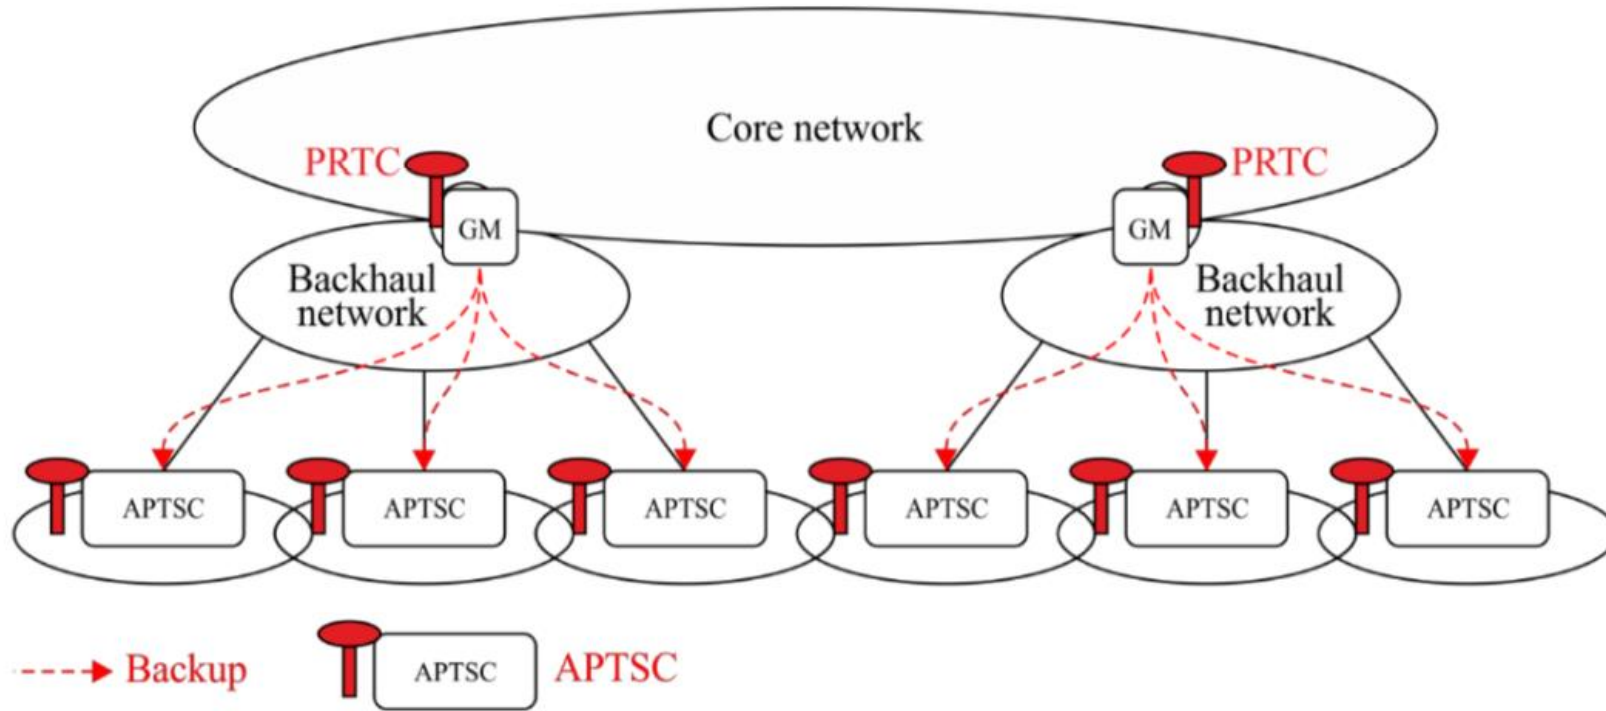 Core network
PRTC
PRTC
GM
GM
Backhaul
network
Backhaul
network
APTSC
APTSC
APTSC
APTSC
APTSC
APTSC
Backup
APTSC
APTSC